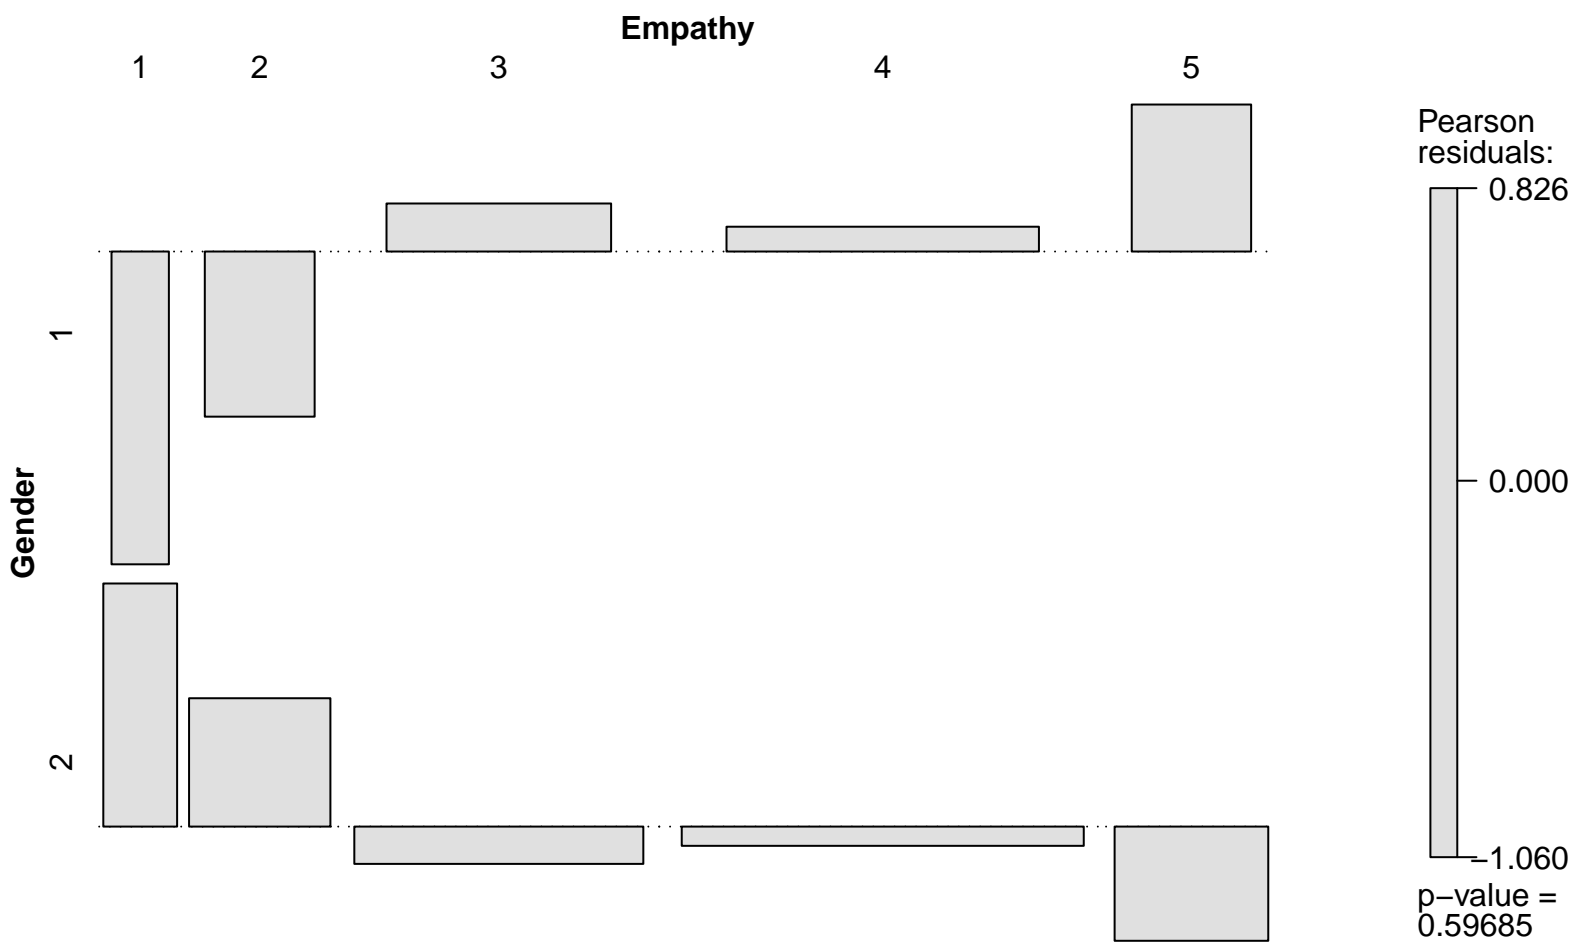 Empathy
1 2 3 4 5
Gender
1
2
Pearson
residuals:
0.826
0.000
−1.060
p−value =
0.59685